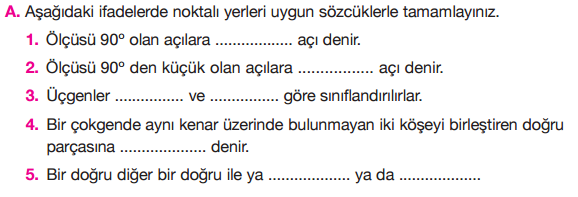 A. Aşağıdaki ifadelerde noktalı yerleri uygun sözcüklerle tamamlayınız.
1. Ölçüsü 90º olan açılara .................. açı denir.
2. Ölçüsü 90º den küçük olan açılara ................. açı denir.
3. Üçgenler ................ ve ................ göre sınıflandırılırlar.
4. Bir çokgende aynı kenar üzerinde bulunmayan iki köşeyi birleştiren doğru
parçasına .................... denir.
5. Bir doğru diğer bir doğru ile ya ................... ya da ...................